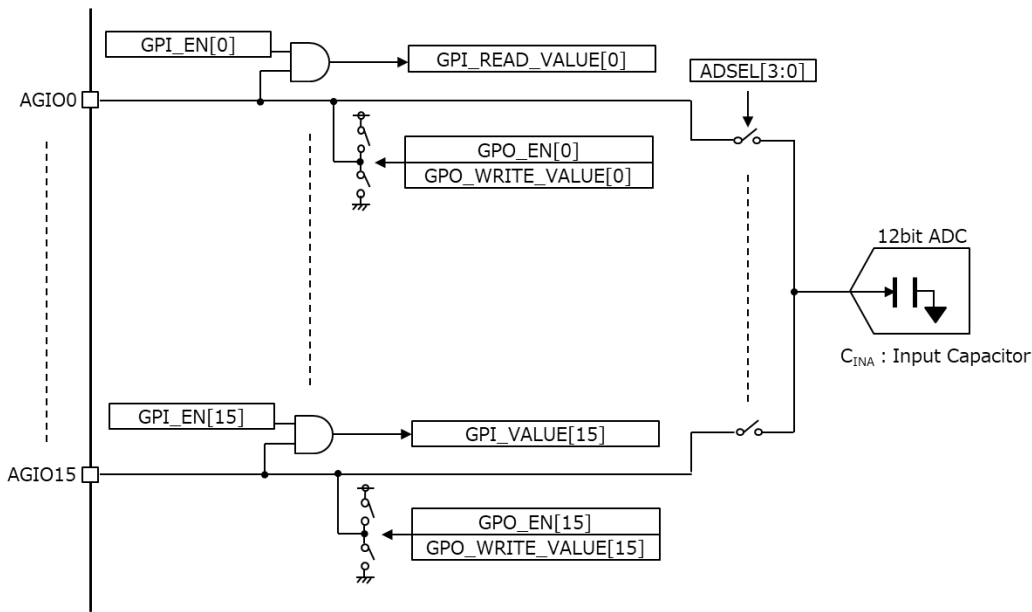 GPI_EN[0]
GPI_READ_VALUE[0]
ADSEL[3:0]
AGIO0
GPO_EN[0]
GPO_WRITE_VALUE[0]
12bit ADC
CINA : Input Capacitor
GPI_EN[15]
GPI_VALUE[15]
AGIO15
GPO_EN[15]
GPO_WRITE_VALUE[15]